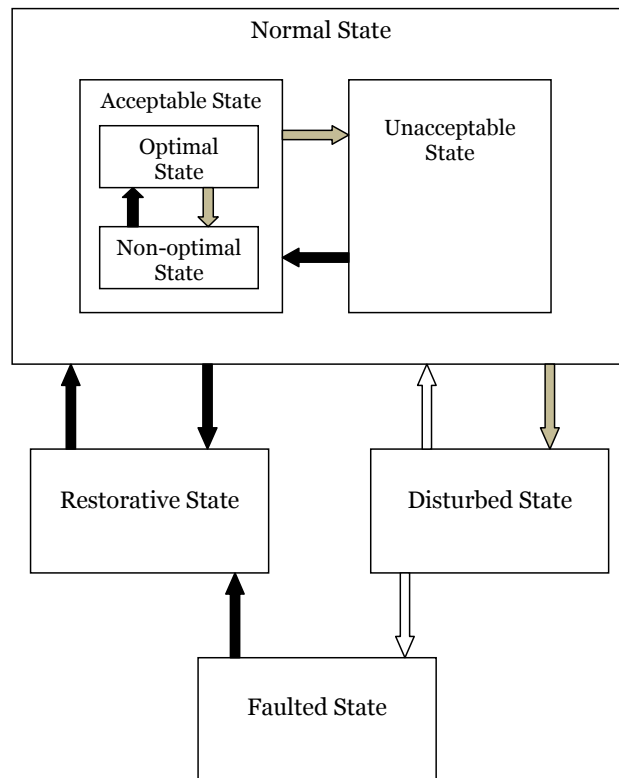 Normal State
Acceptable State
Optimal
State
Non-optimal
State
Unacceptable
State
Restorative State
Disturbed State
Faulted State